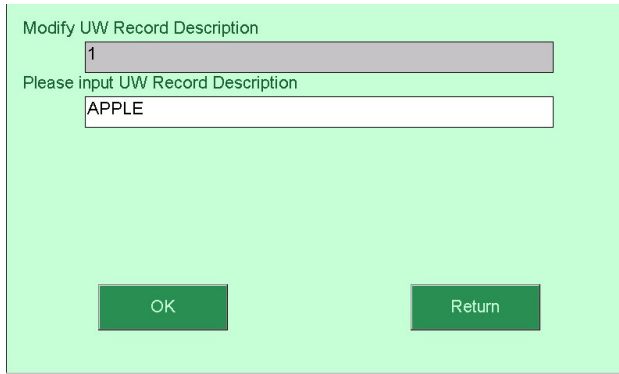 Modify UW Record Description
1
Please input UW Record Description
APPLE
OK Return